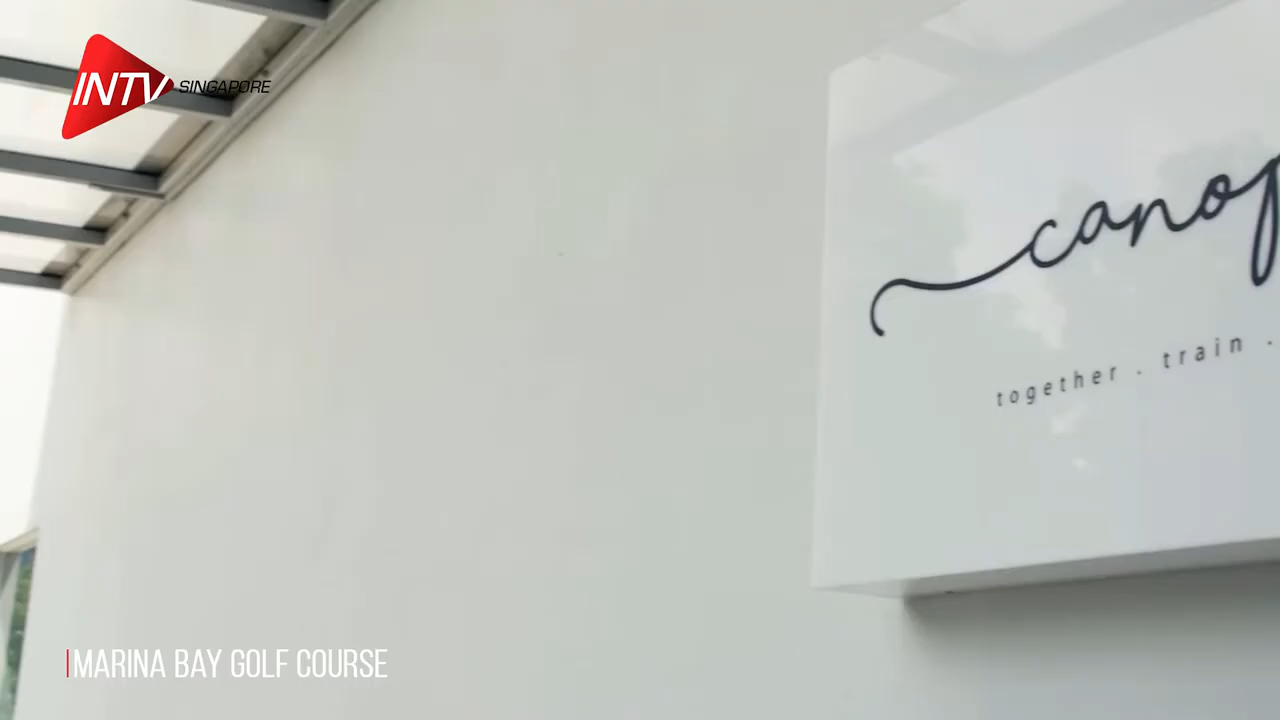 INTV SINGAPORE
together . train .
MARINA BAY GOLF COURSE